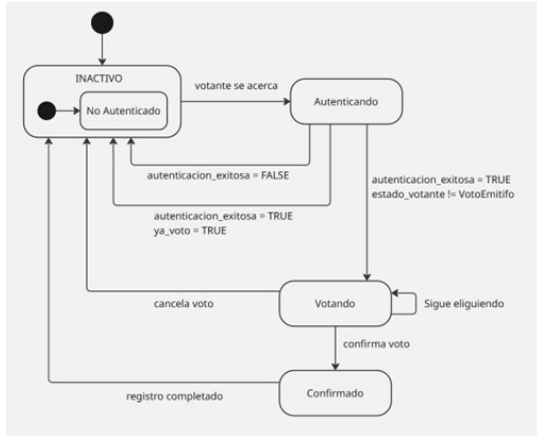 INACTIVO
No Autenticado
votante se acerca
Autenticando
autenticacion_exitosa = FALSE
autenticacion_exitosa = TRUE
estado_votante != VotoEmitifo
autenticacion_exitosa = TRUE
ya_voto = TRUE
cancela voto
Votando
Sigue eliguiendo
confirma voto
Confirmado
registro completado